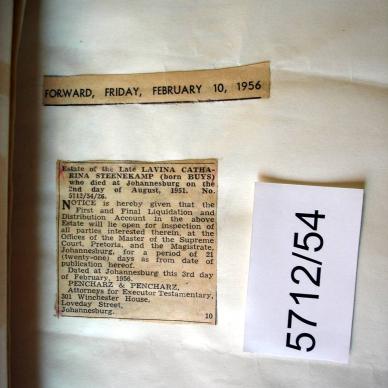 FORWARD, FRIDAY, FEBRUARY 10, 1956
Estate of the Late LAVINA CATHA-
RINA STEENEKAMP (born BUYS)
who died at Johannesburg on the
2nd day of August, 1951. No.
5712/54/26.
NOTICE is hereby given that the
First and Final Liquidation and
Distribution Account in the above
Estate will lie open for inspection of
all parties interested therein, at the
Offices of the Master of the Supreme
Court, Pretoria, and the Magistrate,
Johannesburg, for a period of 21
(twenty-one) days as from date of
publication hereof.
Dated at Johannesburg this 3rd day
of February, 1956.
PENCHARZ & PENCHARZ,
Attorneys for Executor Testamentary,
301 Winchester House,
Loveday Street,
Johannesburg. 10
5712/54